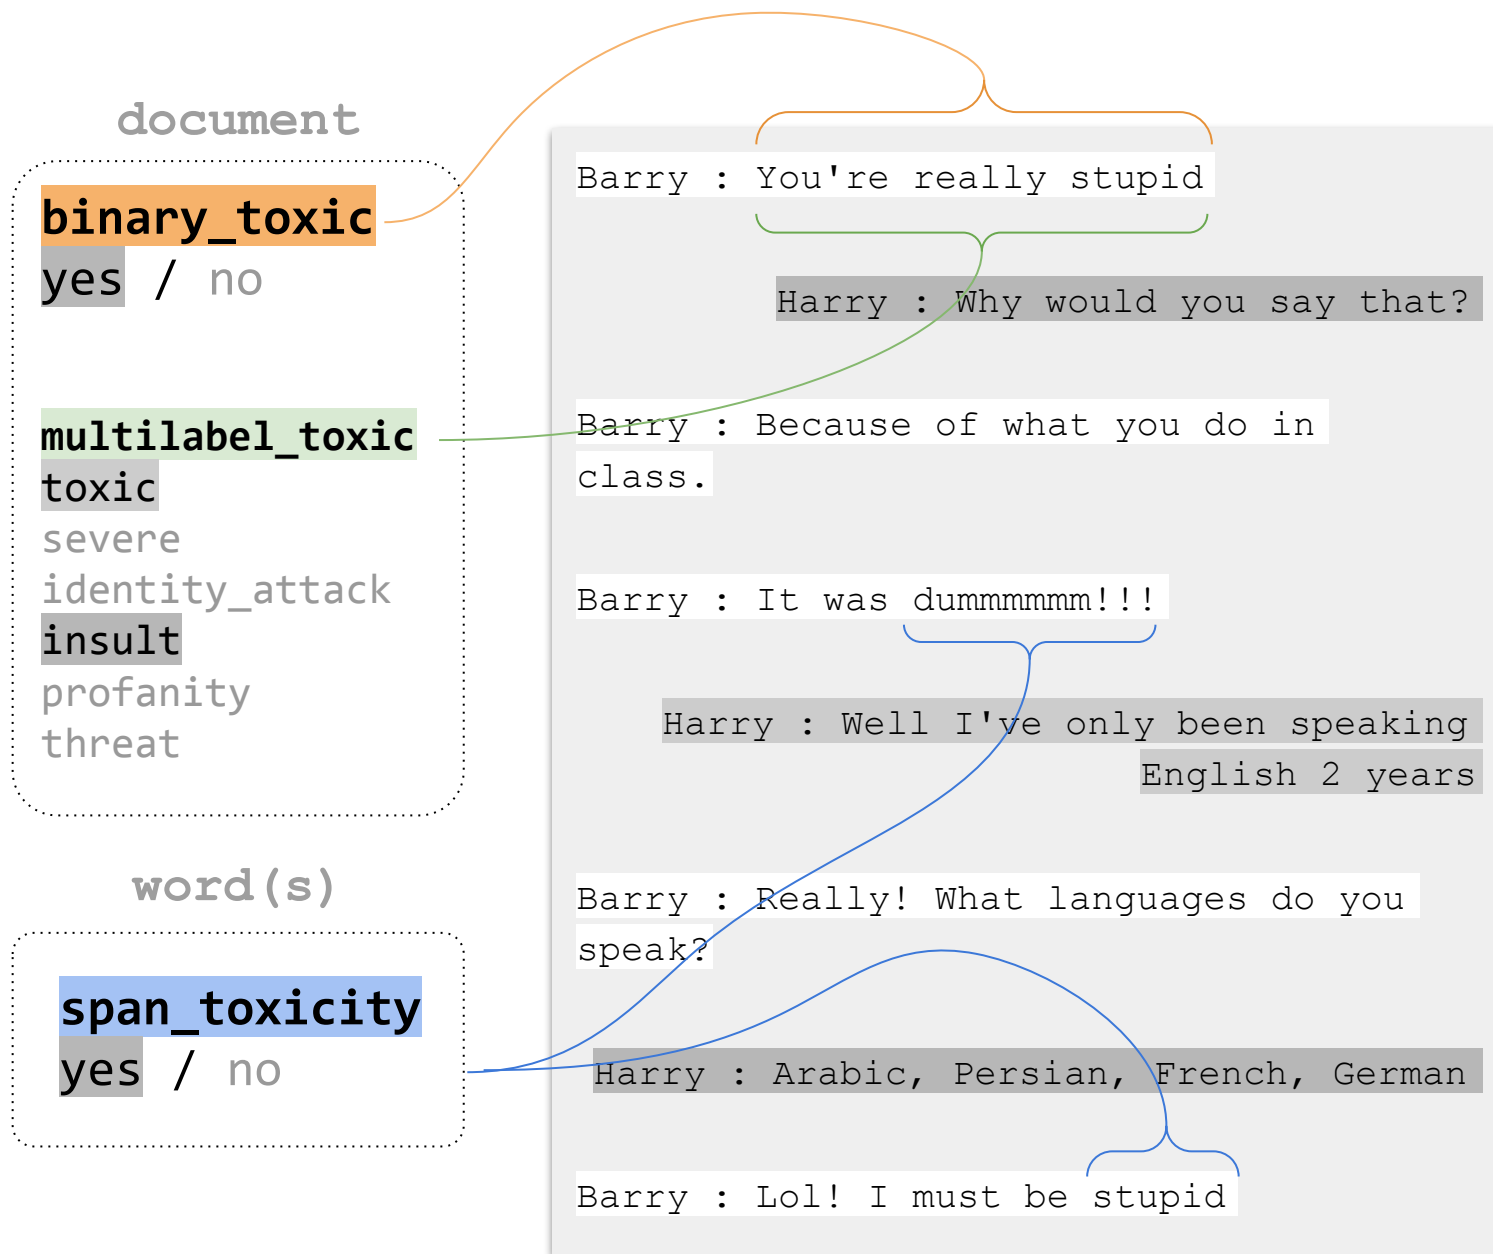 document
binary_toxic
yes / no
multilabel_toxic
toxic
severe
identity_attack
insult
profanity
threat
word(s)
span_toxicity
yes / no
Barry : You're really stupid
Harry : Why would you say that?
Barry : Because of what you do in
class.
Barry : It was dummmmmm!!!
Harry : Well I've only been speaking
English 2 years
Barry : Really! What languages do you
speak?
Harry : Arabic, Persian, French, German
Barry : Lol! I must be stupid